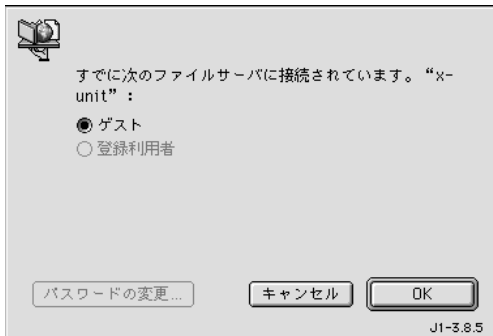 すでに次のファイルサーバに接続されています。“x-
unit”：
ゲスト
登録利用者
パスワードの変更...
キャンセル
OK
J1-3.8.5